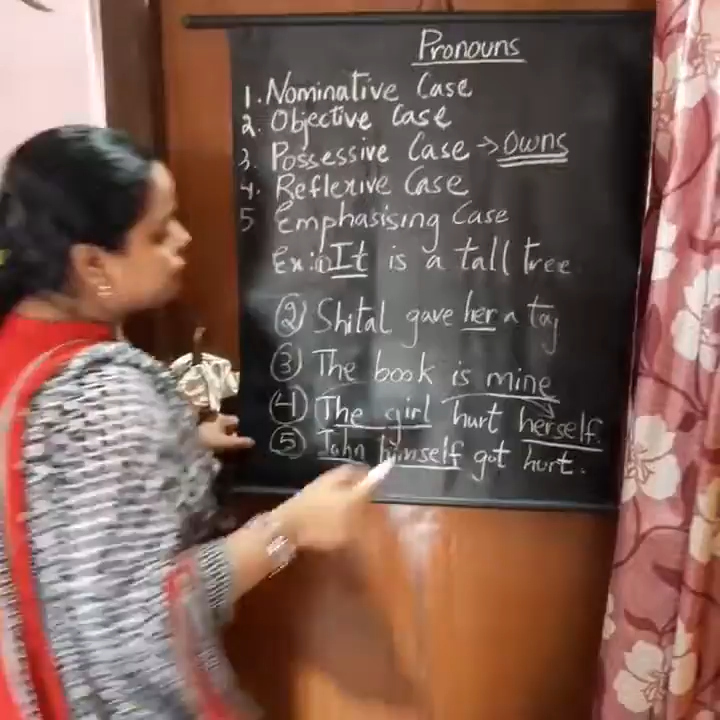 Pronouns
1. Nominative Case
2. Objective Case
3. Possessive Case → Owns
4. Reflexive Case
5 Emphasising Case
Ex: ① It is a tall tree
② Shital gave her a toy
③ The book is mine
④ The girl hurt herself.
⑤ John himself got hurt.